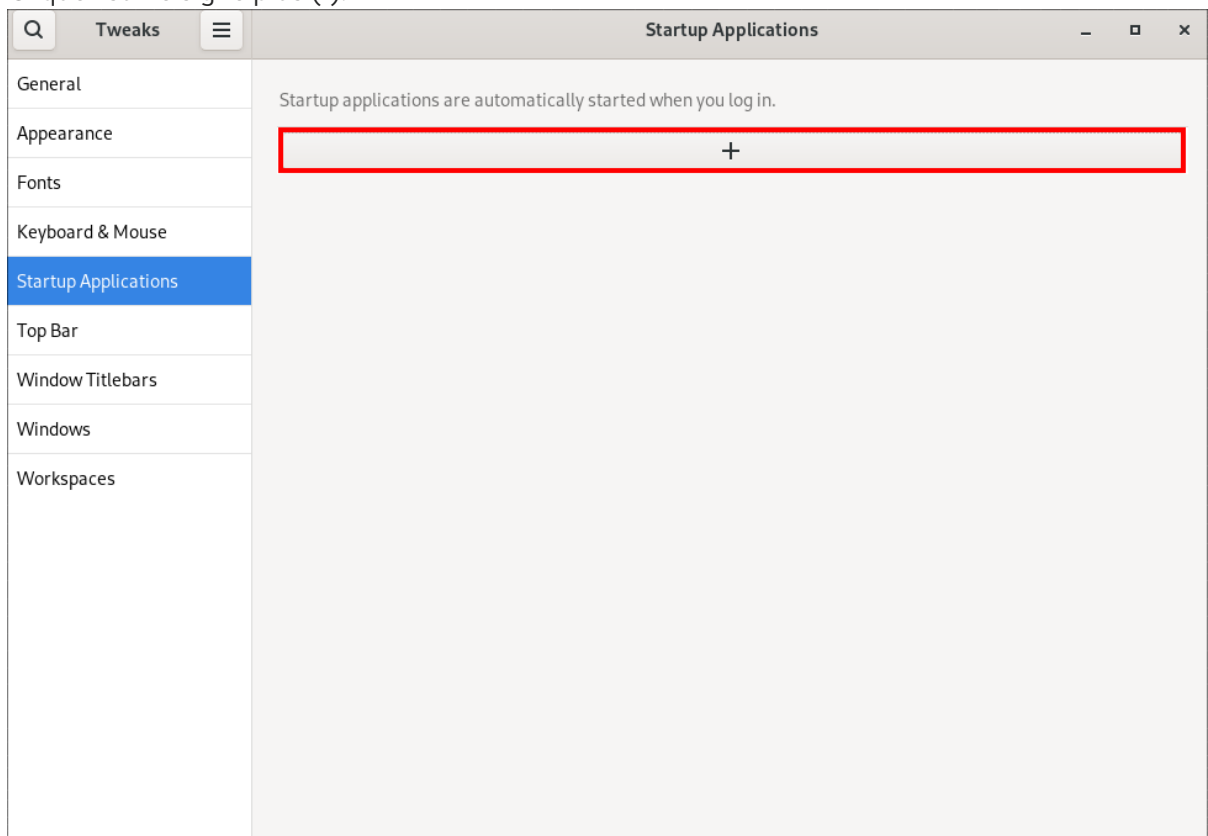 Tweaks
Startup Applications
General
Appearance
Fonts
Keyboard & Mouse
Startup Applications
Top Bar
Window Titlebars
Windows
Workspaces
Startup applications are automatically started when you log in.
+